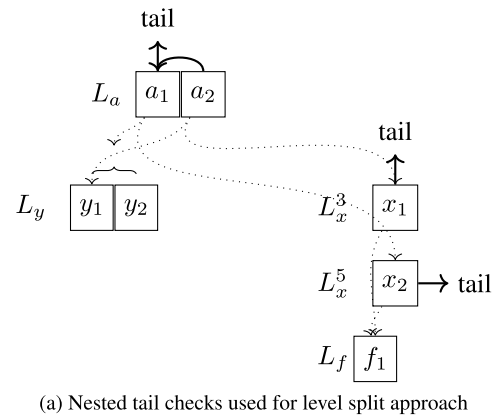 tail
L_a a_1 a_2
tail
L_y y_1 y_2
L_x^3 x_1
L_x^5 x_2 tail
L_f f_1
(a) Nested tail checks used for level split approach